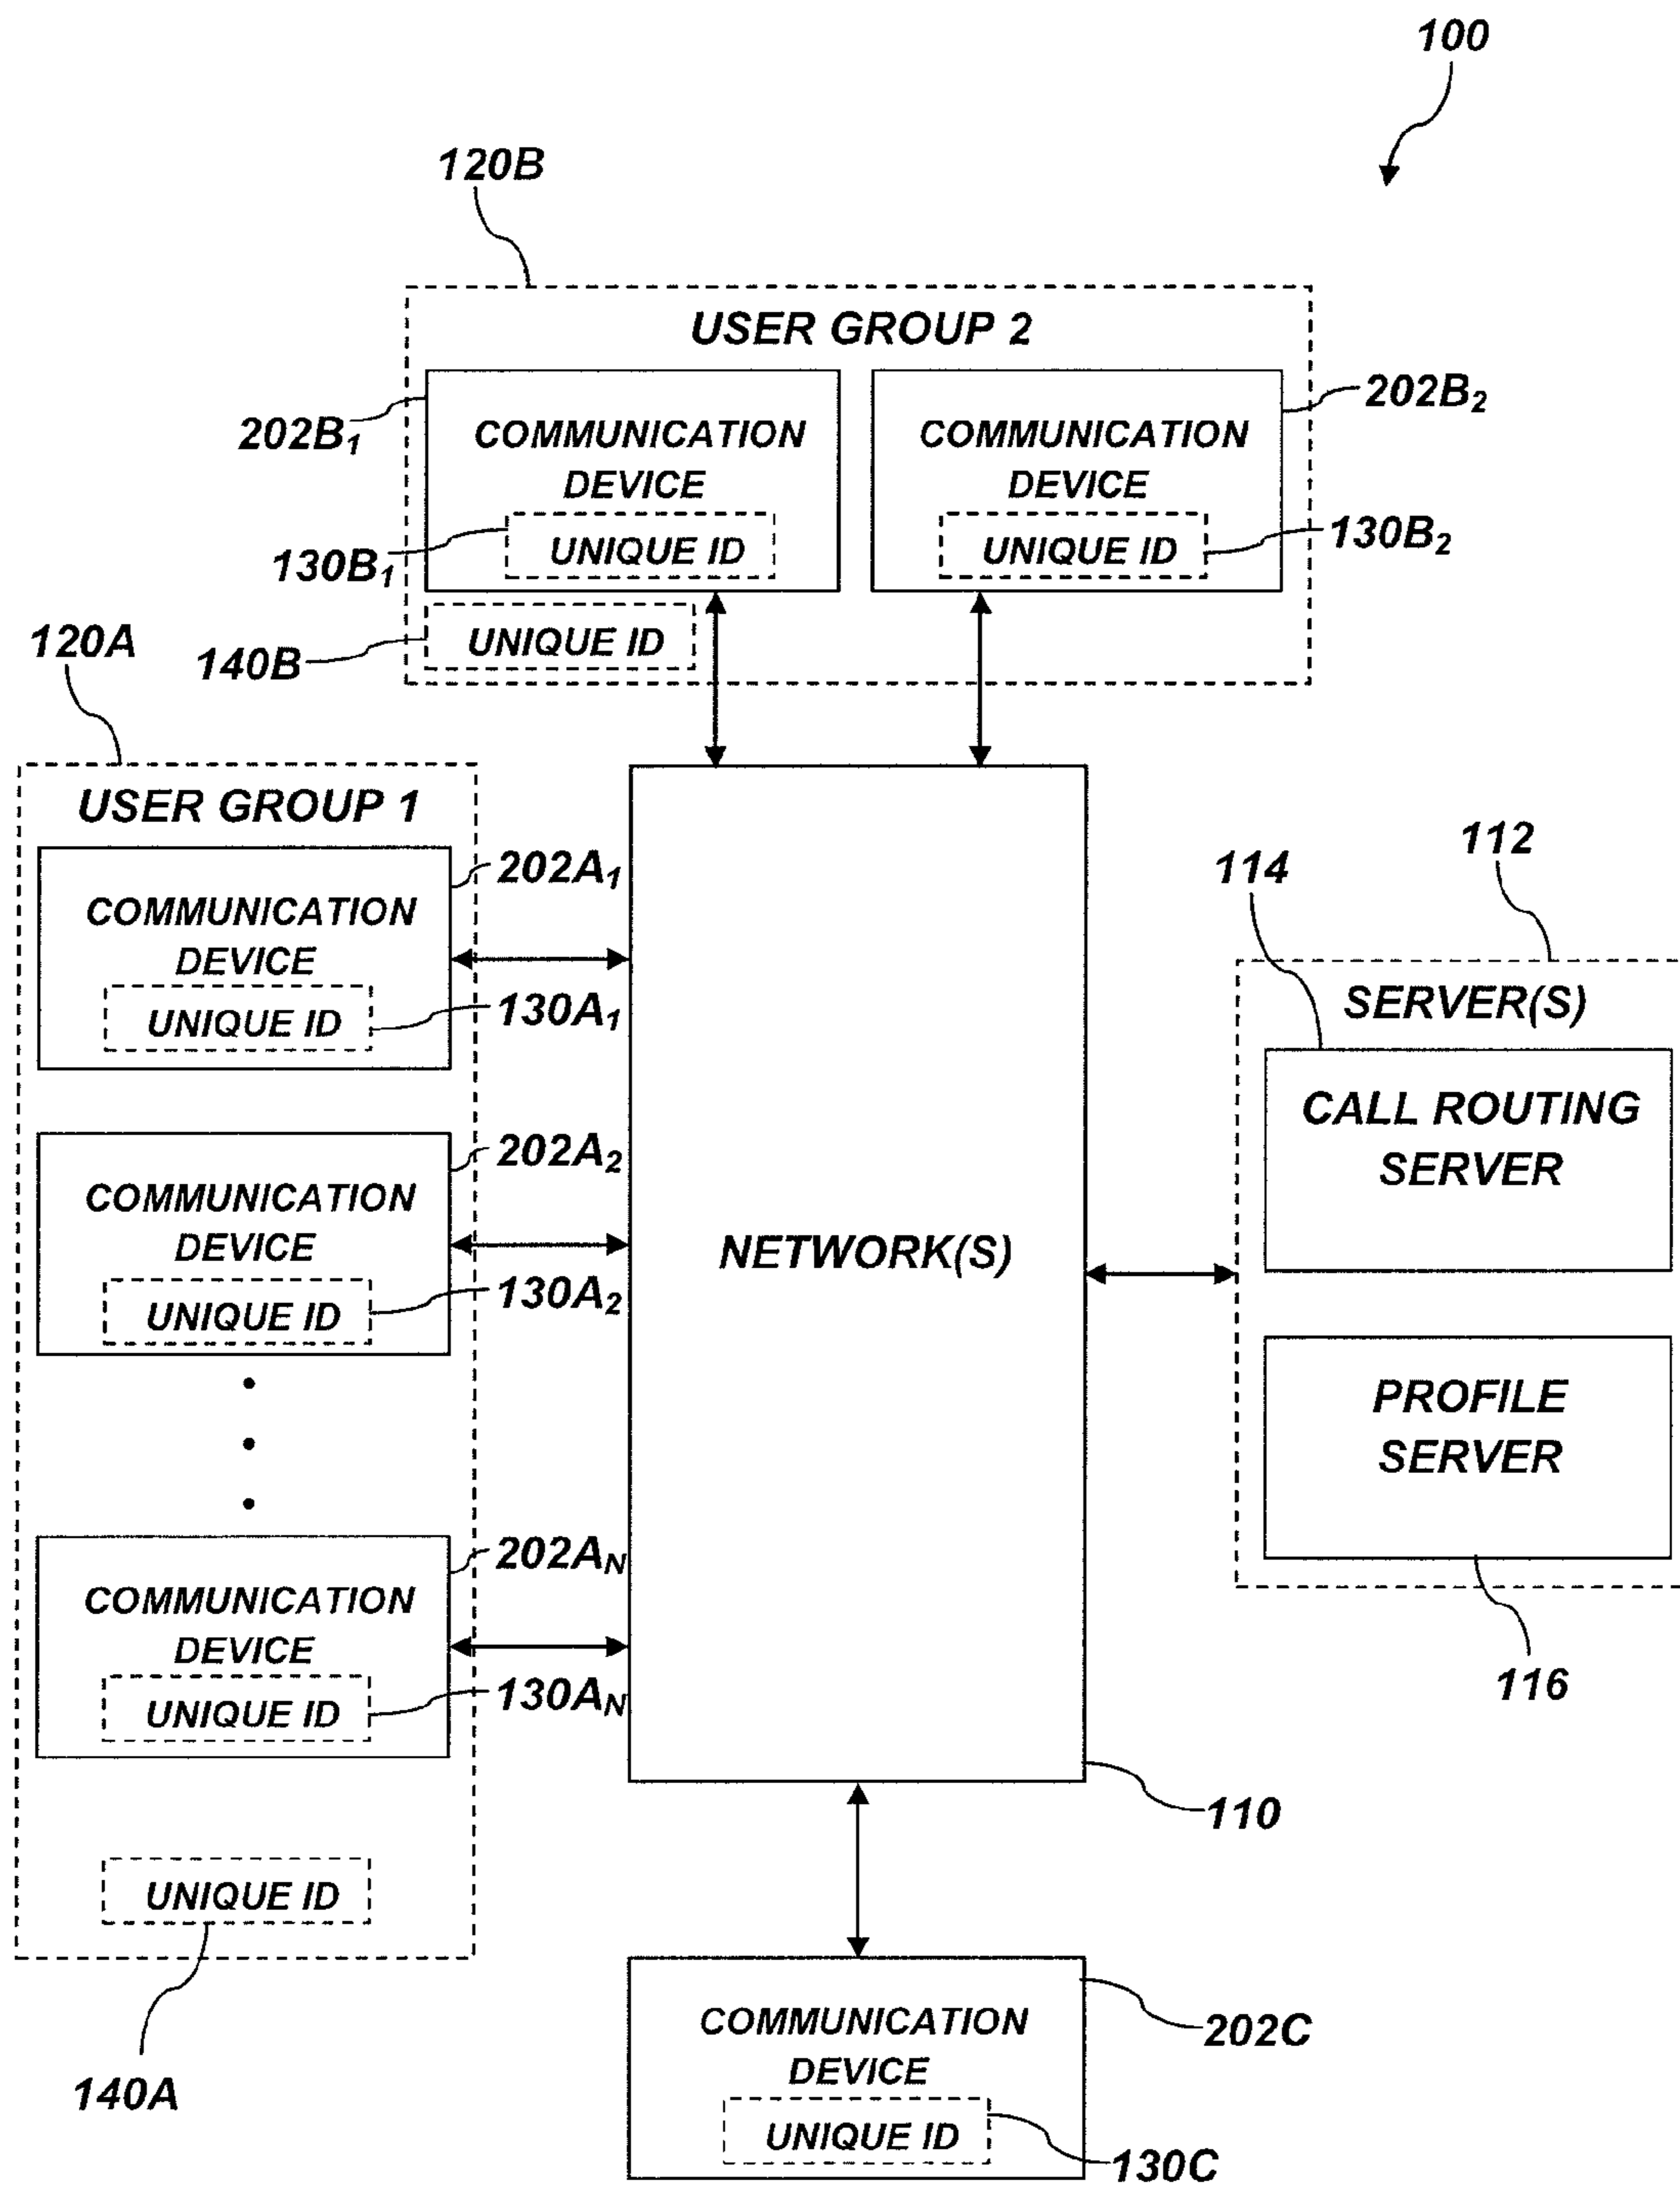 100
120B
USER GROUP 2
202B₁
COMMUNICATION
DEVICE
UNIQUE ID
130B₁
COMMUNICATION
DEVICE
UNIQUE ID
202B₂
130B₂
UNIQUE ID
140B
120A
USER GROUP 1
COMMUNICATION
DEVICE
UNIQUE ID
202A₁
130A₁
COMMUNICATION
DEVICE
UNIQUE ID
202A₂
130A₂
COMMUNICATION
DEVICE
UNIQUE ID
202Aₙ
130Aₙ
UNIQUE ID
140A
NETWORK(S)
110
112
114
SERVER(S)
CALL ROUTING
SERVER
PROFILE
SERVER
116
COMMUNICATION
DEVICE
UNIQUE ID
202C
130C